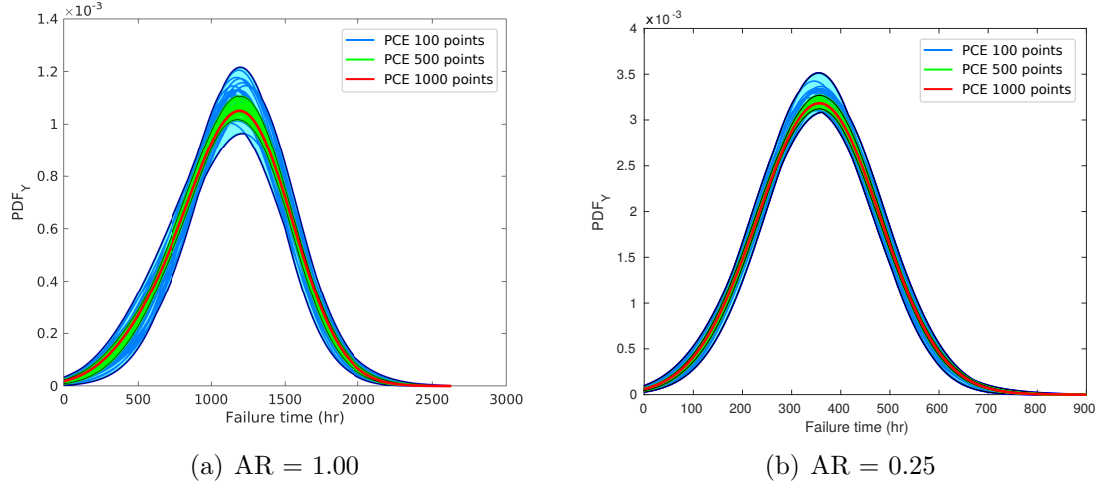 ×10⁻³
1.4
1.2
1
0.8
0.6
0.4
0.2
0
PDF_Y
PCE 100 points
PCE 500 points
PCE 1000 points
0 500 1000 1500 2000 2500 3000
Failure time (hr)
(a) AR = 1.00
×10⁻³
4
3.5
3
2.5
2
1.5
1
0.5
0
PDF_Y
PCE 100 points
PCE 500 points
PCE 1000 points
0 100 200 300 400 500 600 700 800 900
Failure time (hr)
(b) AR = 0.25